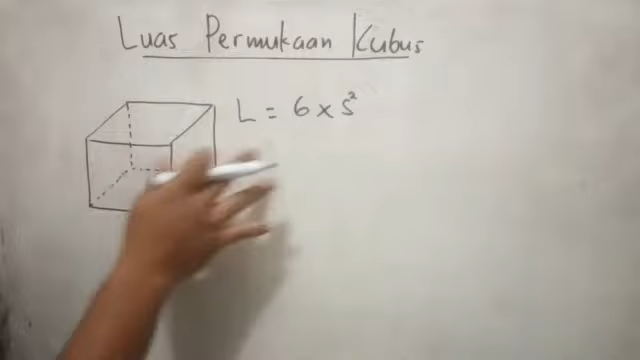 Luas Permukaan Kubus
L = 6 × s²